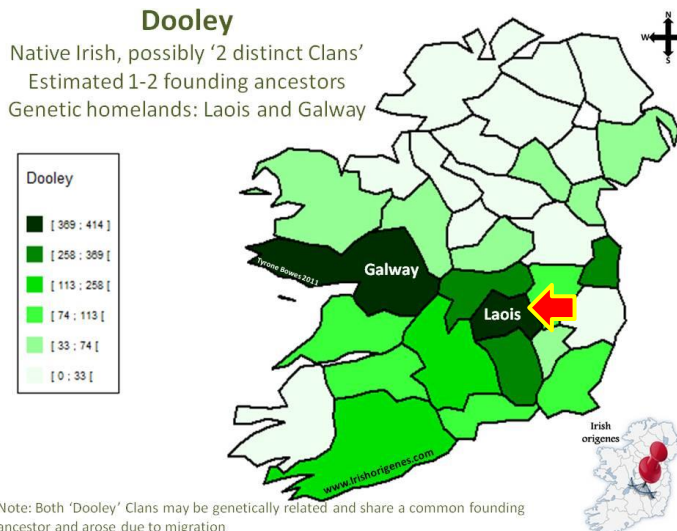 Dooley
Native Irish, possibly ‘2 distinct Clans’
Estimated 1-2 founding ancestors
Genetic homelands: Laois and Galway
N
W
S
Dooley
[ 369 ; 414 ]
[ 258 ; 369 [
[ 113 ; 258 [
[ 74 ; 113 [
[ 33 ; 74 [
[ 0 ; 33 [
Galway
Tyrone Bowes 2011
Laois
www.Irishorigenes.com
Irish
origenes
Note: Both ‘Dooley’ Clans may be genetically related and share a common founding
ancestor and arose due to migration